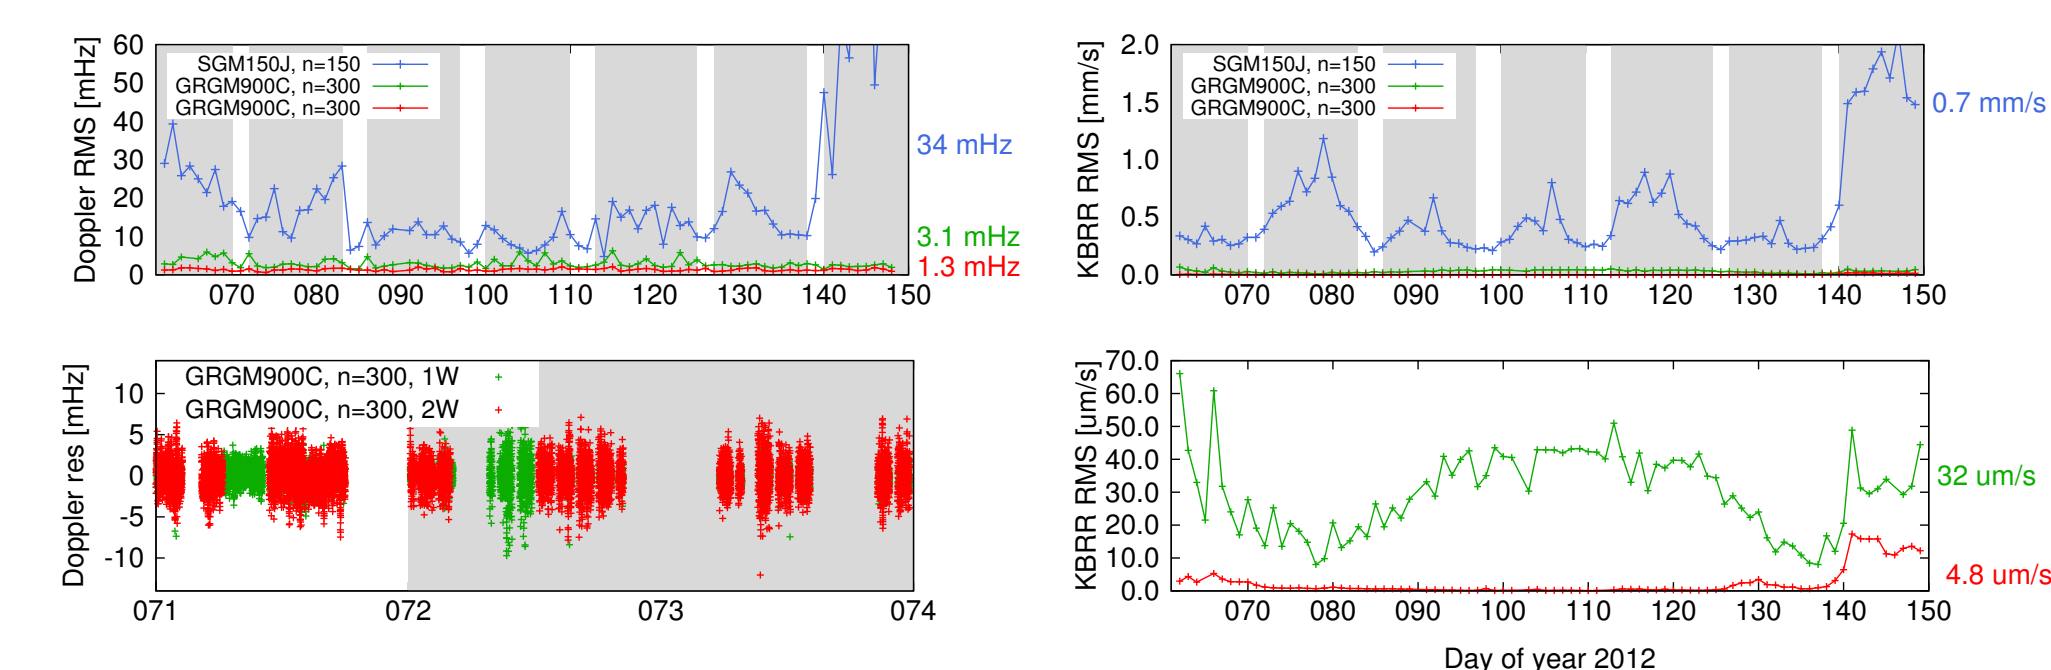 Doppler RMS [mHz]
60
50
40
30
20
10
0
SGM150J, n=150
GRGM900C, n=300
GRGM900C, n=300
070 080 090 100 110 120 130 140 150
34 mHz
3.1 mHz
1.3 mHz
KBRR RMS [mm/s]
2.0
1.5
1.0
0.5
0.0
SGM150J, n=150
GRGM900C, n=300
GRGM900C, n=300
070 080 090 100 110 120 130 140 150
0.7 mm/s
Doppler res [mHz]
10
5
0
-5
-10
GRGM900C, n=300, 1W
GRGM900C, n=300, 2W
071 072 073 074
KBRR RMS [um/s]
70.0
60.0
50.0
40.0
30.0
20.0
10.0
0.0
070 080 090 100 110 120 130 140 150
32 um/s
4.8 um/s
Day of year 2012